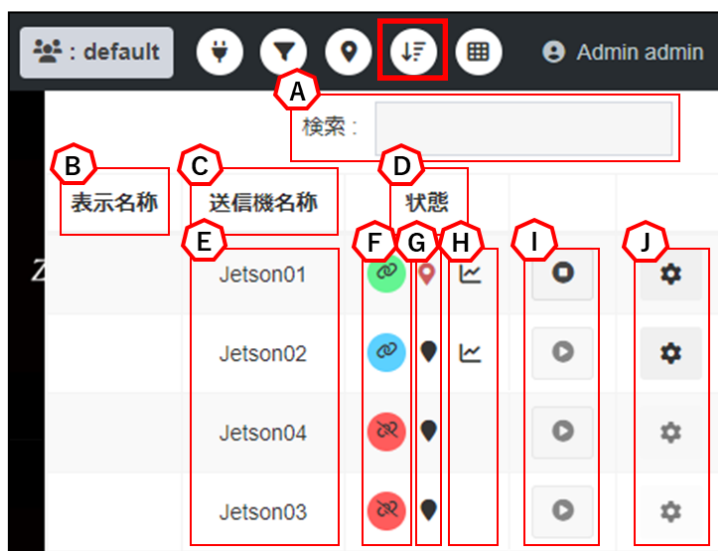 : default
Admin admin
A
検索 :
B
C
D
表示名称
送信機名称
状態
E
F
G
H
I
J
Z
Jetson01
Jetson02
Jetson04
Jetson03